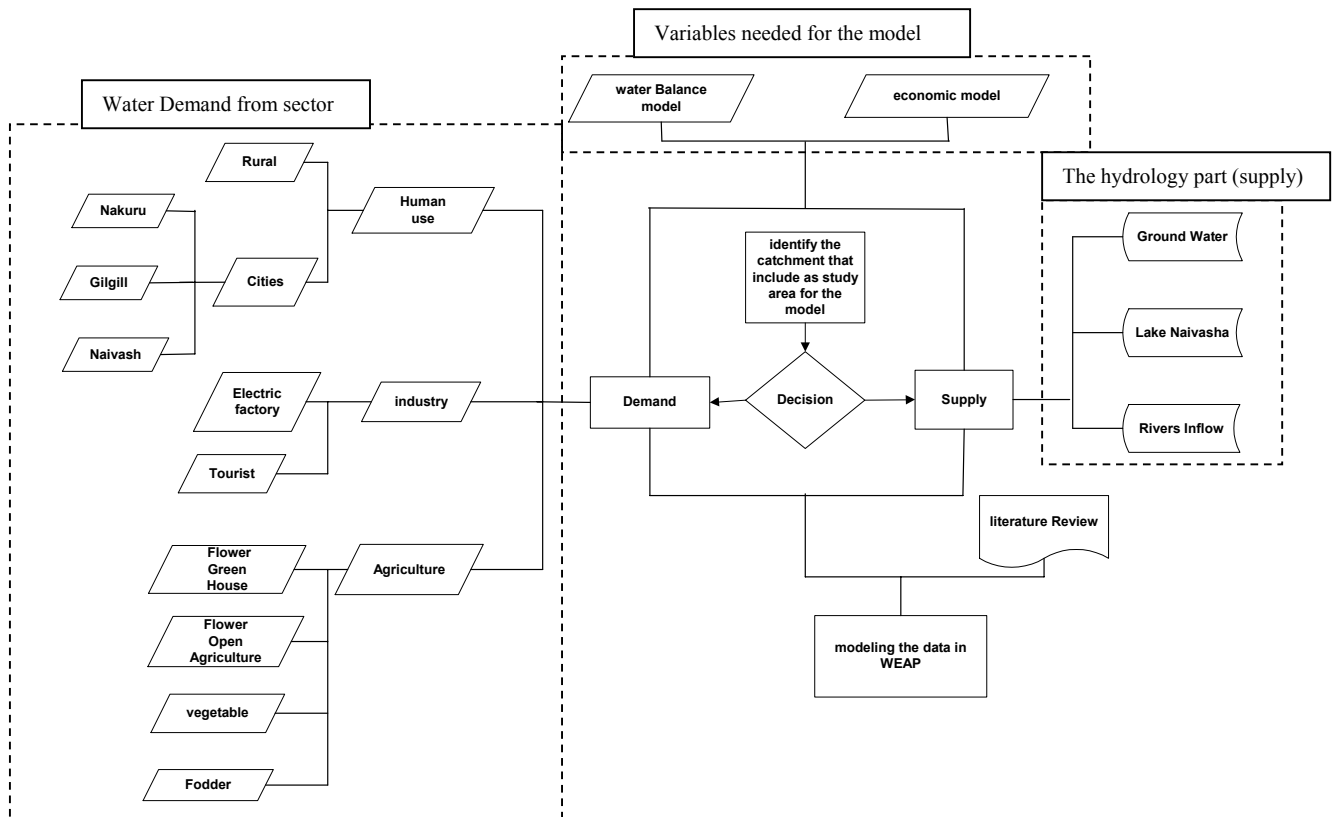 Variables needed for the model
Water Demand from sector
water Balance
model
economic model
The hydrology part (supply)
Rural
Nakuru
Human
use
Gilgill
Cities
Naivash
identify the
catchment that
include as study
area for the
model
Ground Water
Lake Naivasha
Rivers Inflow
Electric
factory
industry
Tourist
Demand
Decision
Supply
literature Review
Flower
Green
House
Agriculture
Flower
Open
Agriculture
vegetable
Fodder
modeling the data in
WEAP